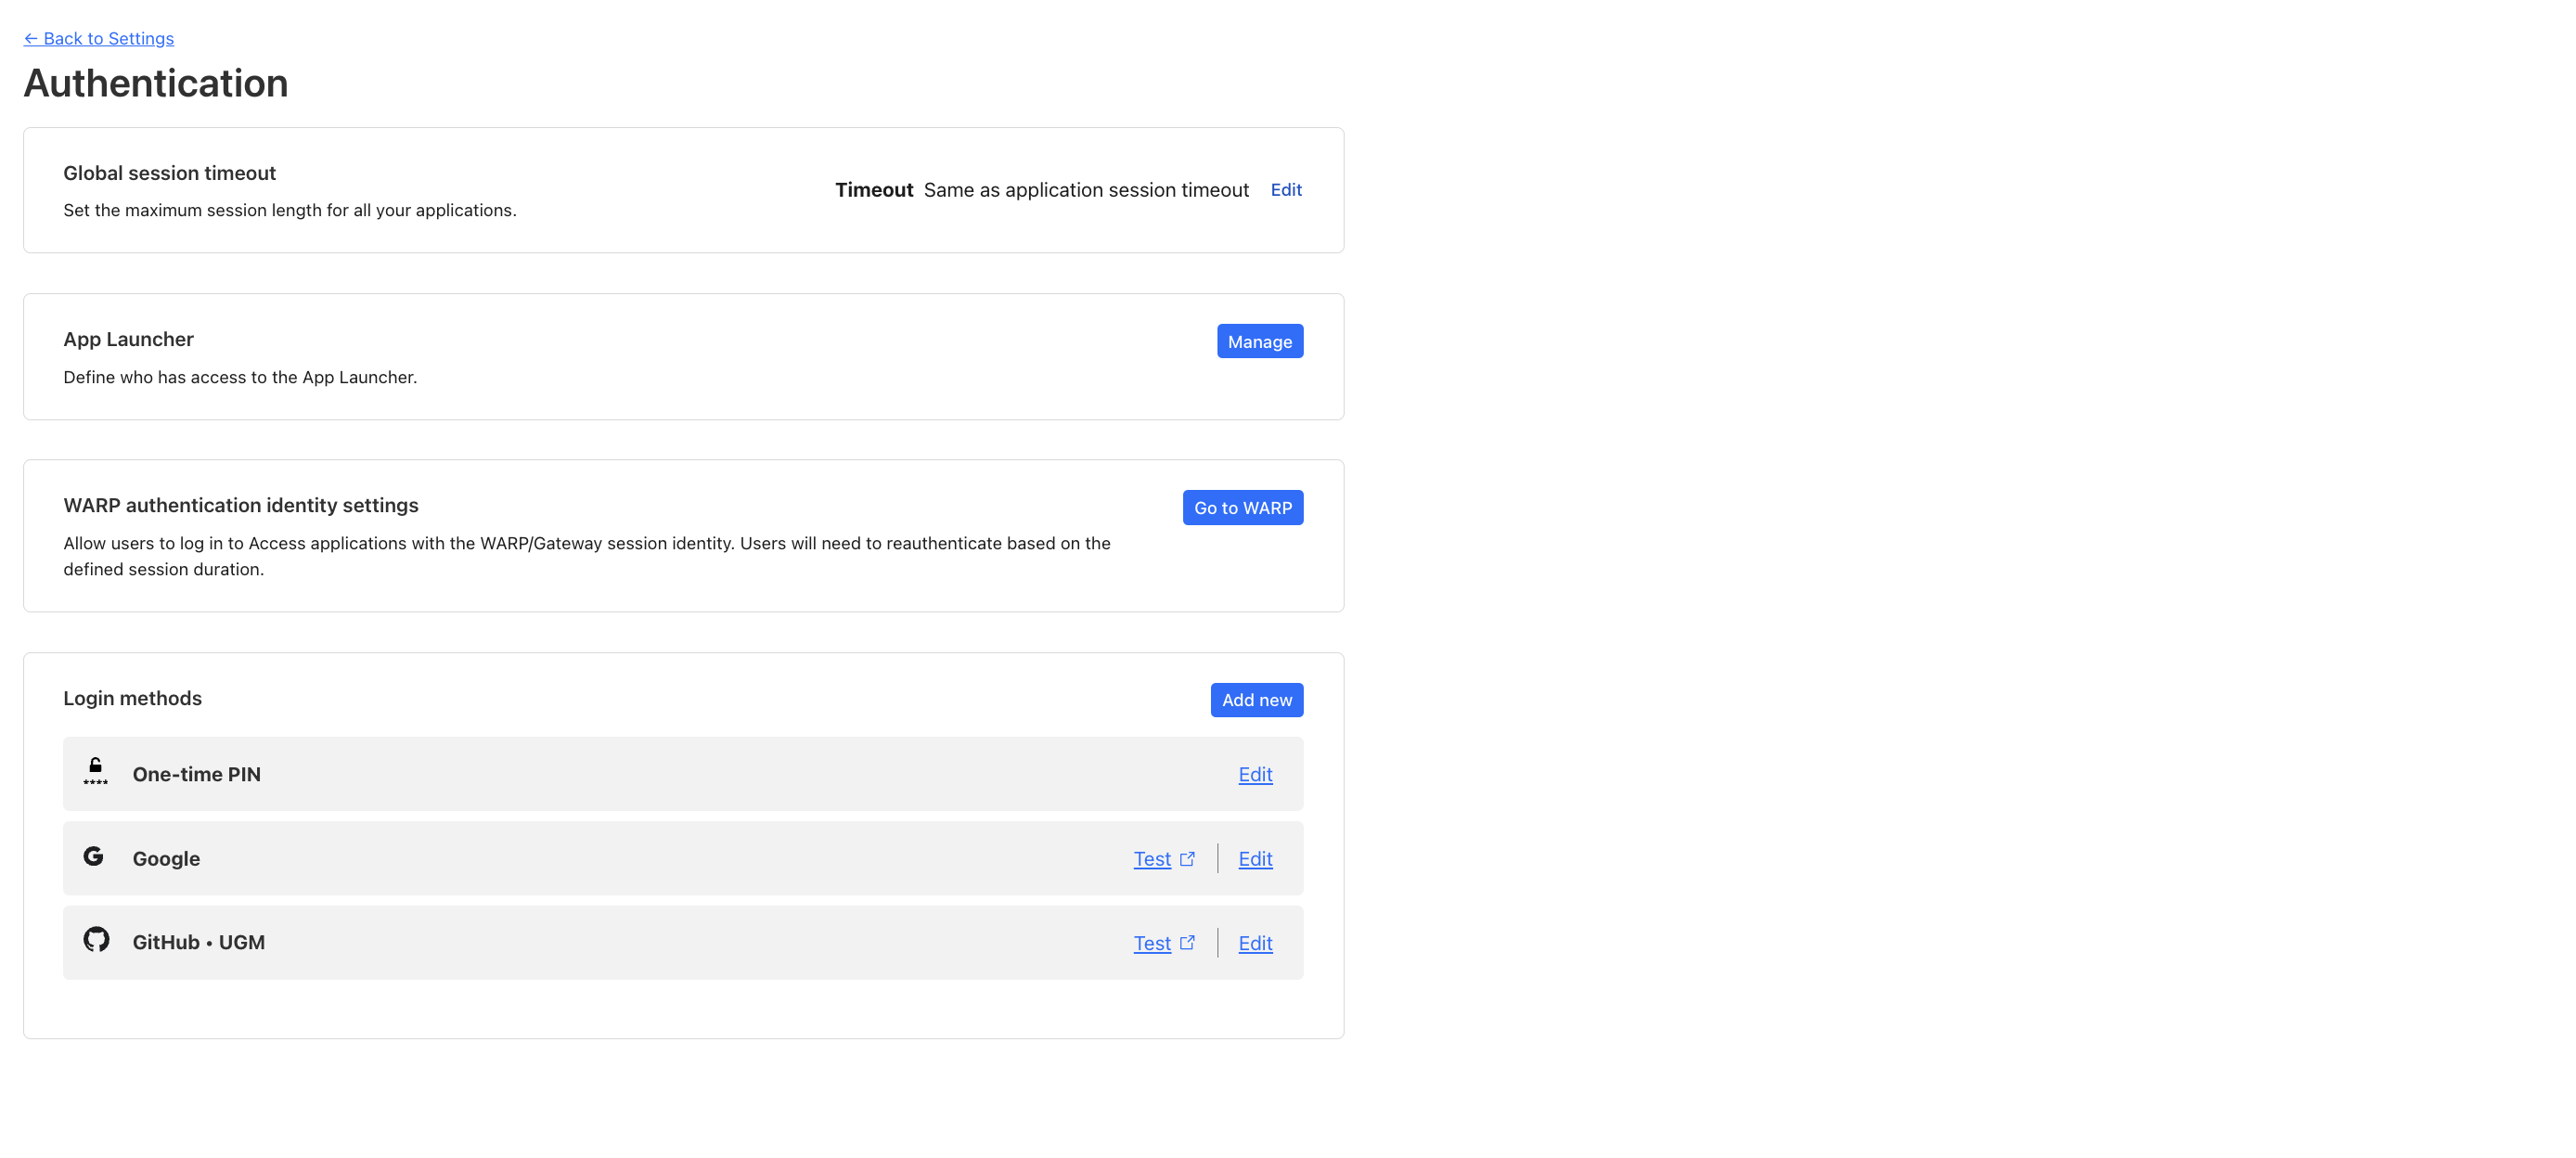 ← Back to Settings
Authentication
Global session timeout
Set the maximum session length for all your applications.
Timeout Same as application session timeout Edit
App Launcher
Define who has access to the App Launcher.
Manage
WARP authentication identity settings
Allow users to log in to Access applications with the WARP/Gateway session identity. Users will need to reauthenticate based on the
defined session duration.
Go to WARP
Login methods
Add new
**** One-time PIN Edit
Google Test Edit
GitHub • UGM Test Edit